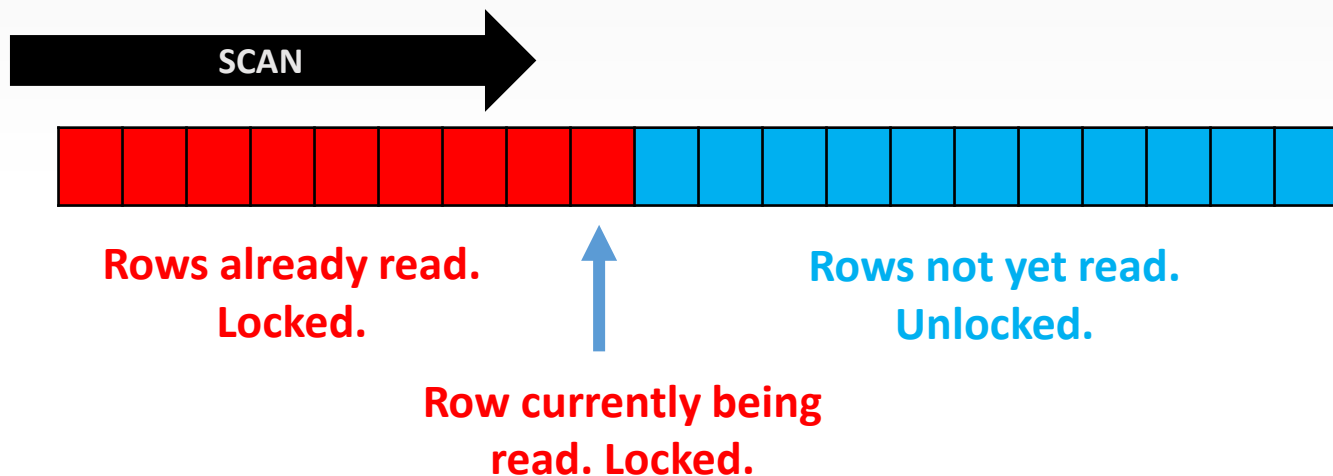 SCAN
Rows already read.
Locked.
Rows not yet read.
Unlocked.
Row currently being
read. Locked.